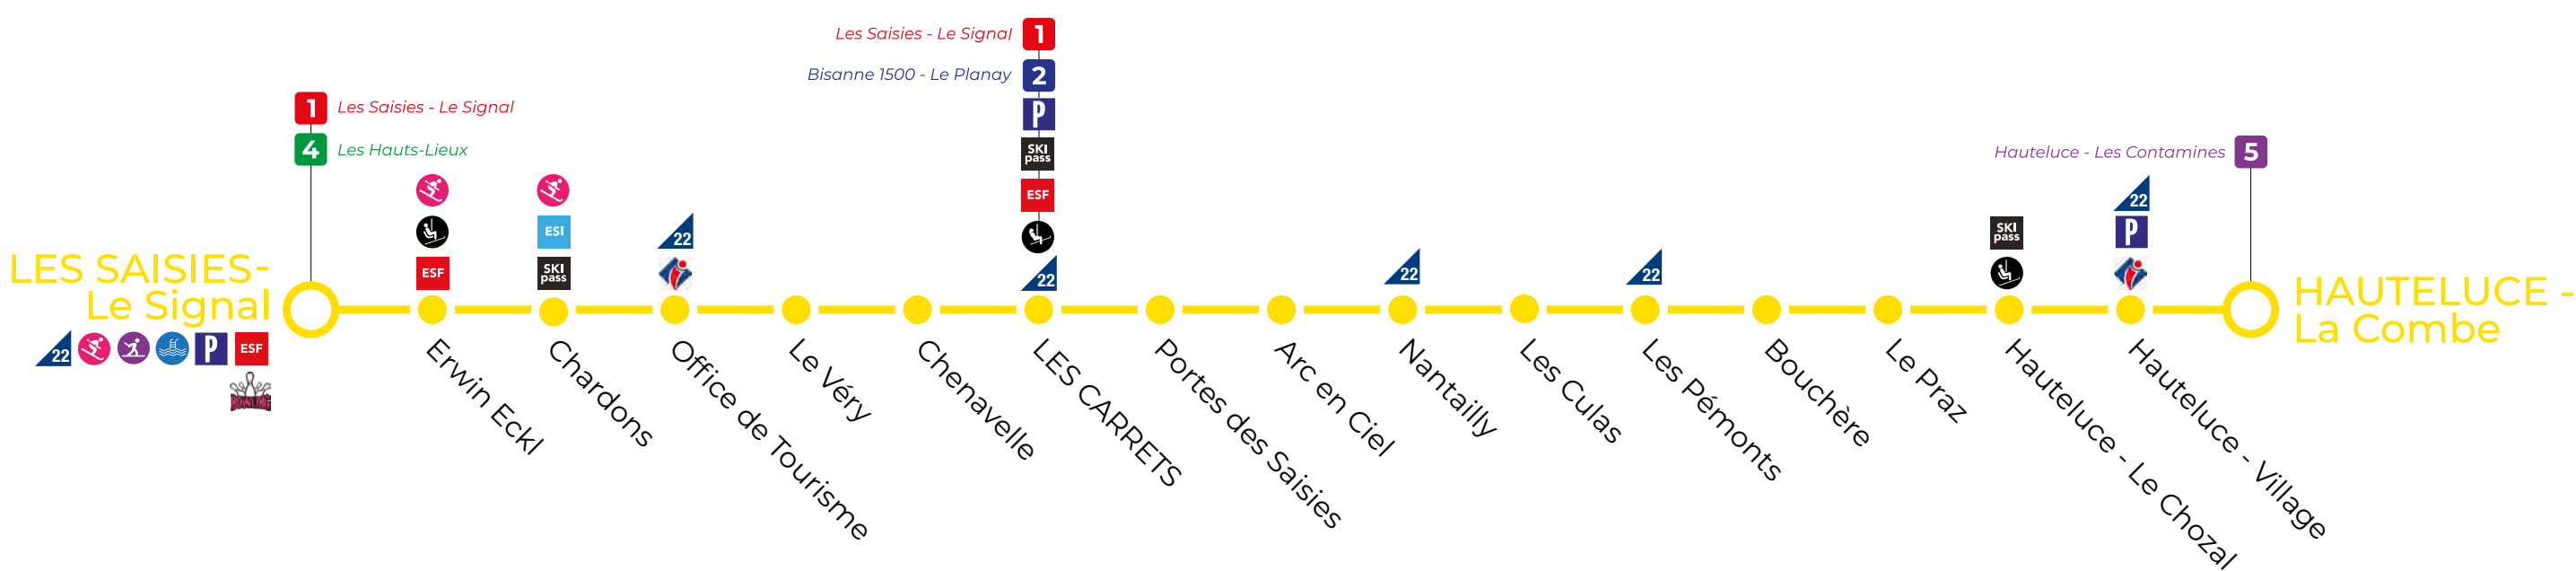 Les Saisies - Le Signal
1
Bisanne 1500 - Le Planay
2
P
SKI
pass
ESF
22
1
Les Saisies - Le Signal
4
Les Hauts-Lieux
ESF
ESI
SKI
pass
22
22
22
Hauteluce - Les Contamines
5
SKI
pass
22
P
LES SAISIES-
Le Signal
22
P
ESF
BOWLING
HAUTELUCE -
La Combe
Erwin Eckl
Chardons
Office de Tourisme
Le Véry
Chenavelle
LES CARRETS
Portes des Saisies
Arc en Ciel
Nantailly
Les Culas
Les Pémonts
Bouchère
Le Praz
Hauteluce - Le Chozal
Hauteluce - Village